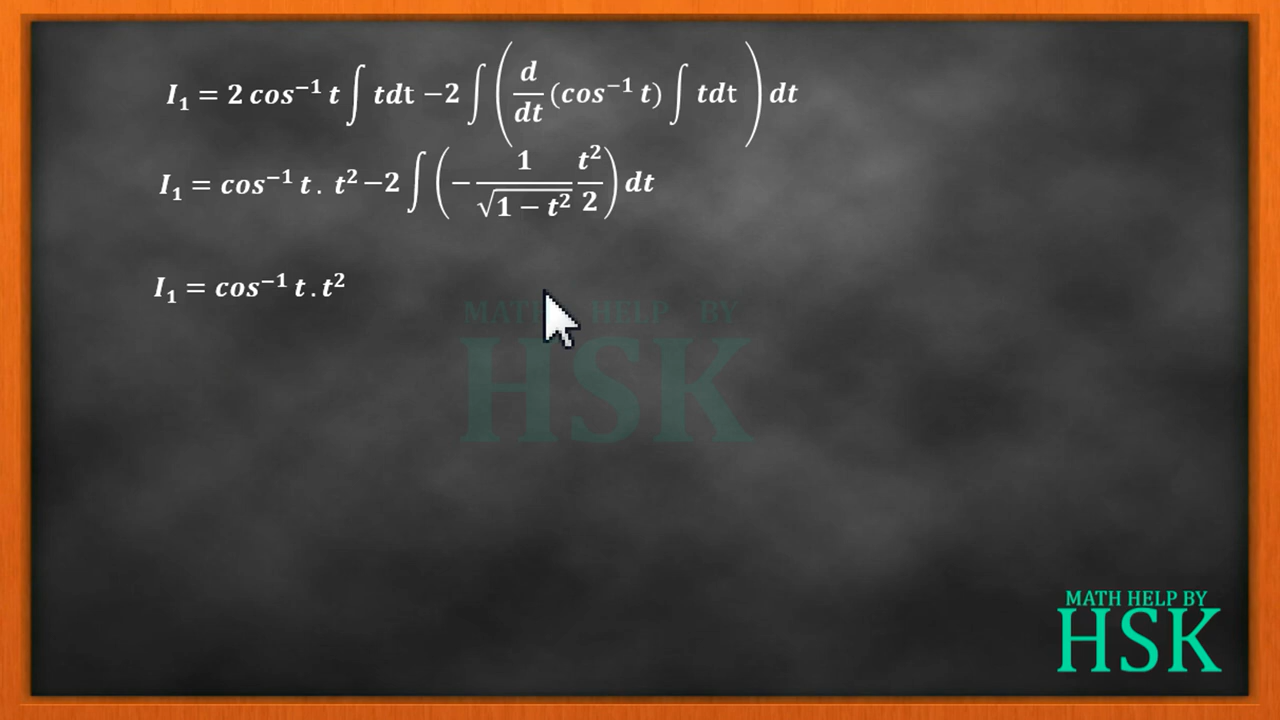 I₁ = 2 cos⁻¹ t ∫ tdt −2 ∫ (d/dt (cos⁻¹ t) ∫ tdt) dt
I₁ = cos⁻¹ t . t² −2 ∫ (− 1/√(1 − t²) t²/2) dt
I₁ = cos⁻¹ t . t²
MATH HELP BY
HSK
MATH HELP BY
HSK